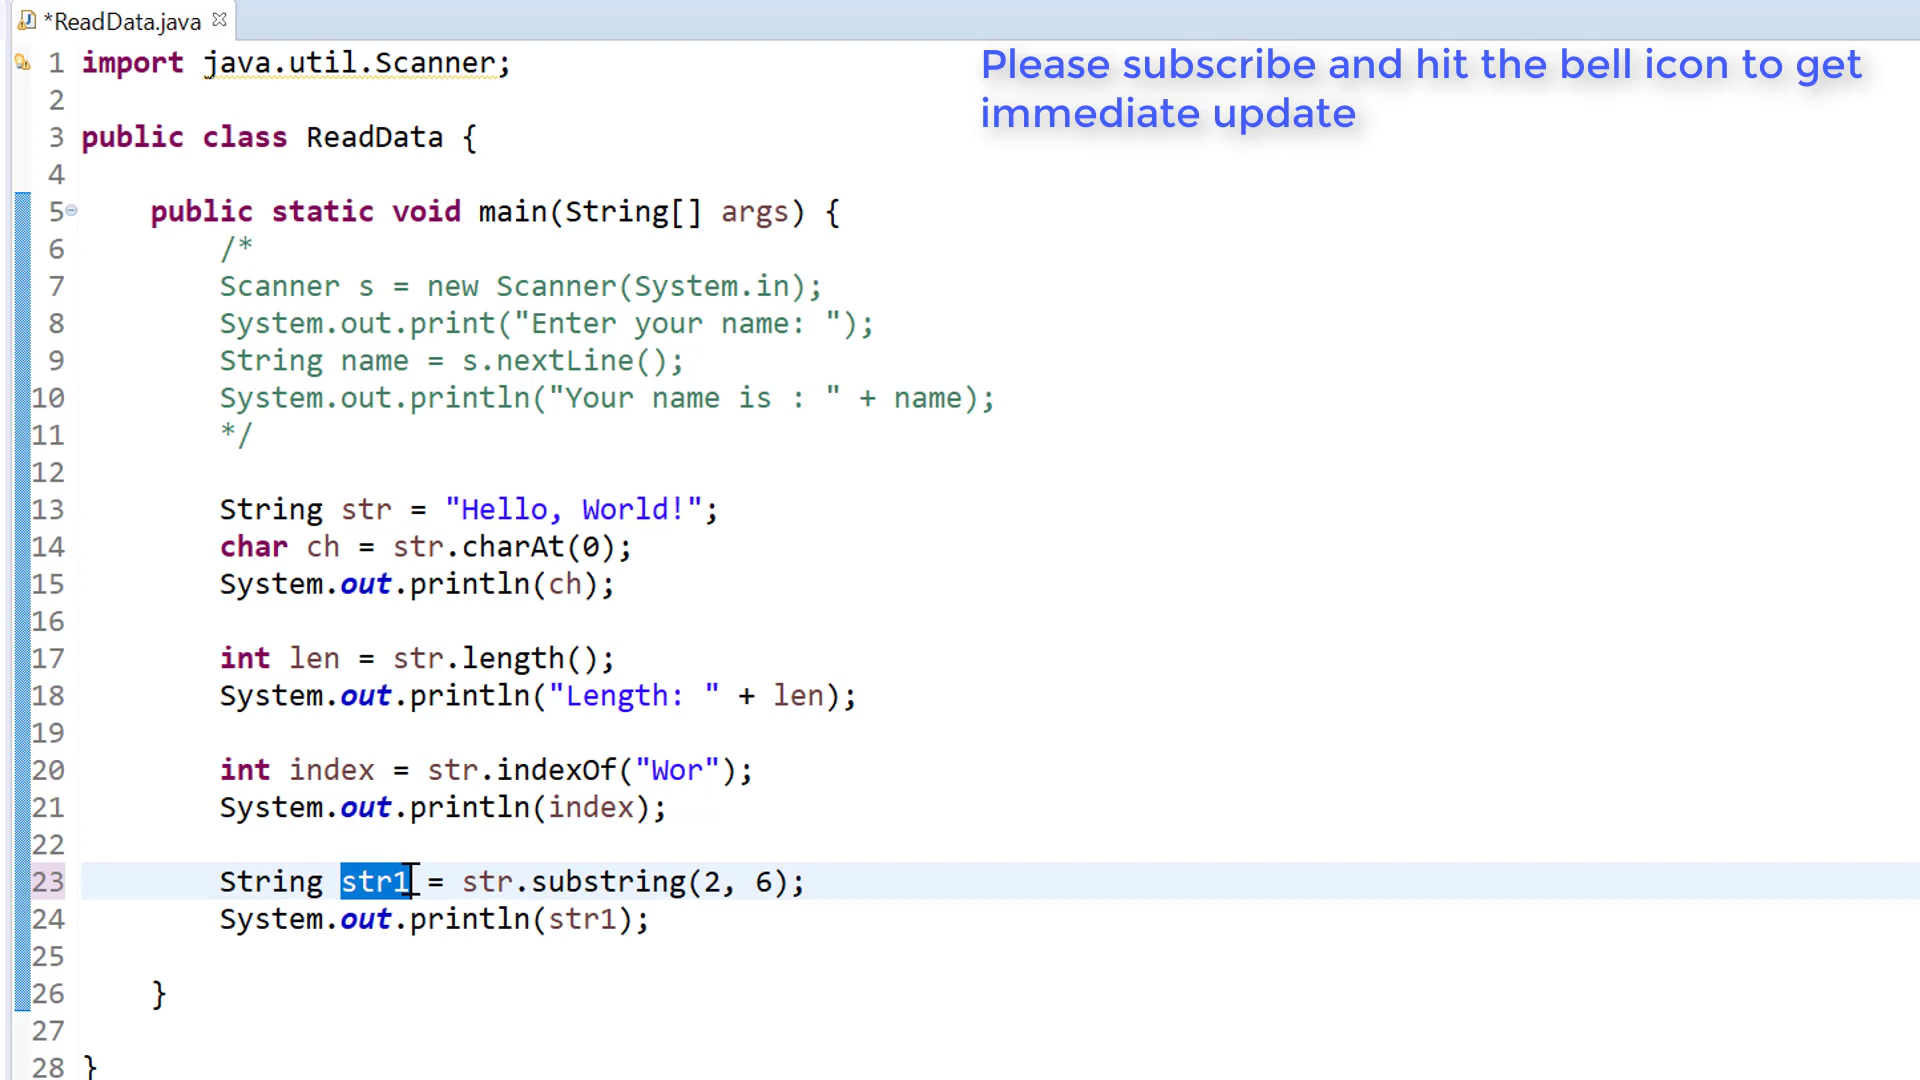 *ReadData.java
Please subscribe and hit the bell icon to get
immediate update
1 import java.util.Scanner;
2
3 public class ReadData {
4
5     public static void main(String[] args) {
6         /*
7         Scanner s = new Scanner(System.in);
8         System.out.print("Enter your name: ");
9         String name = s.nextLine();
10         System.out.println("Your name is : " + name);
11         */
12
13         String str = "Hello, World!";
14         char ch = str.charAt(0);
15         System.out.println(ch);
16
17         int len = str.length();
18         System.out.println("Length: " + len);
19
20         int index = str.indexOf("Wor");
21         System.out.println(index);
22
23         String str1 = str.substring(2, 6);
24         System.out.println(str1);
25
26     }
27
28 }